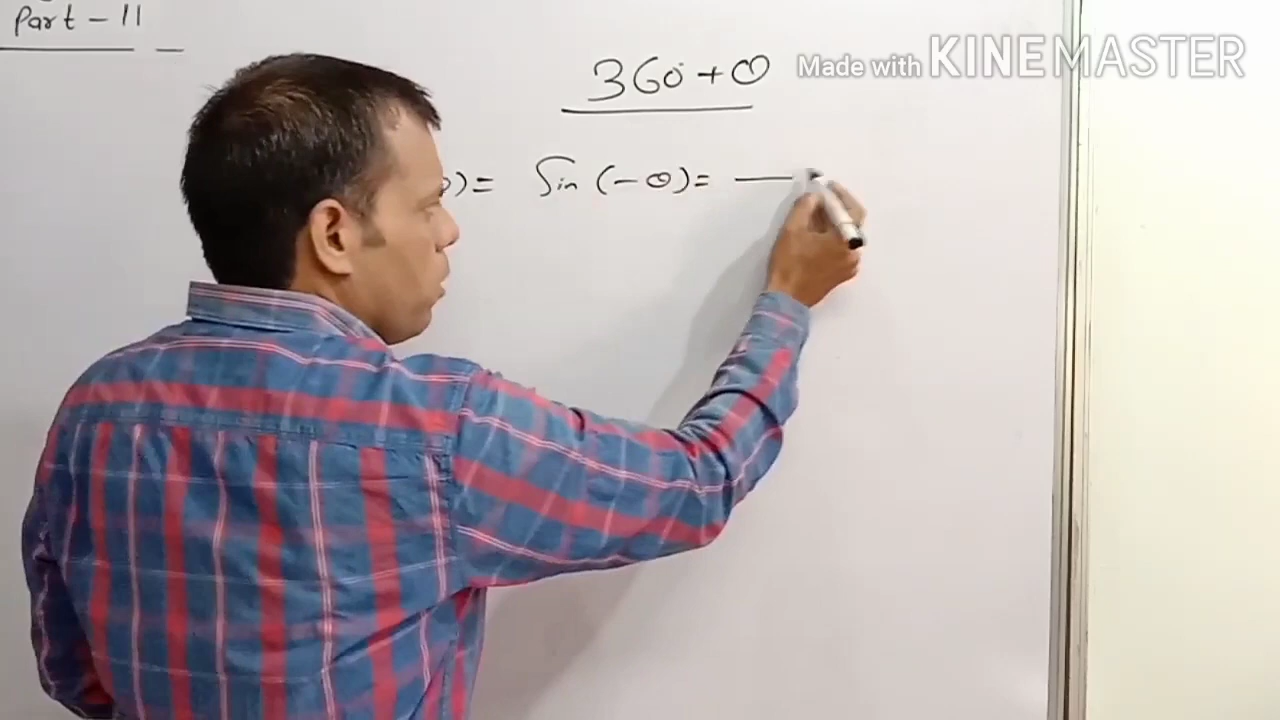 Part - 11
360° + θ
Made with KINEMASTER
θ) = Sin (- θ) = —